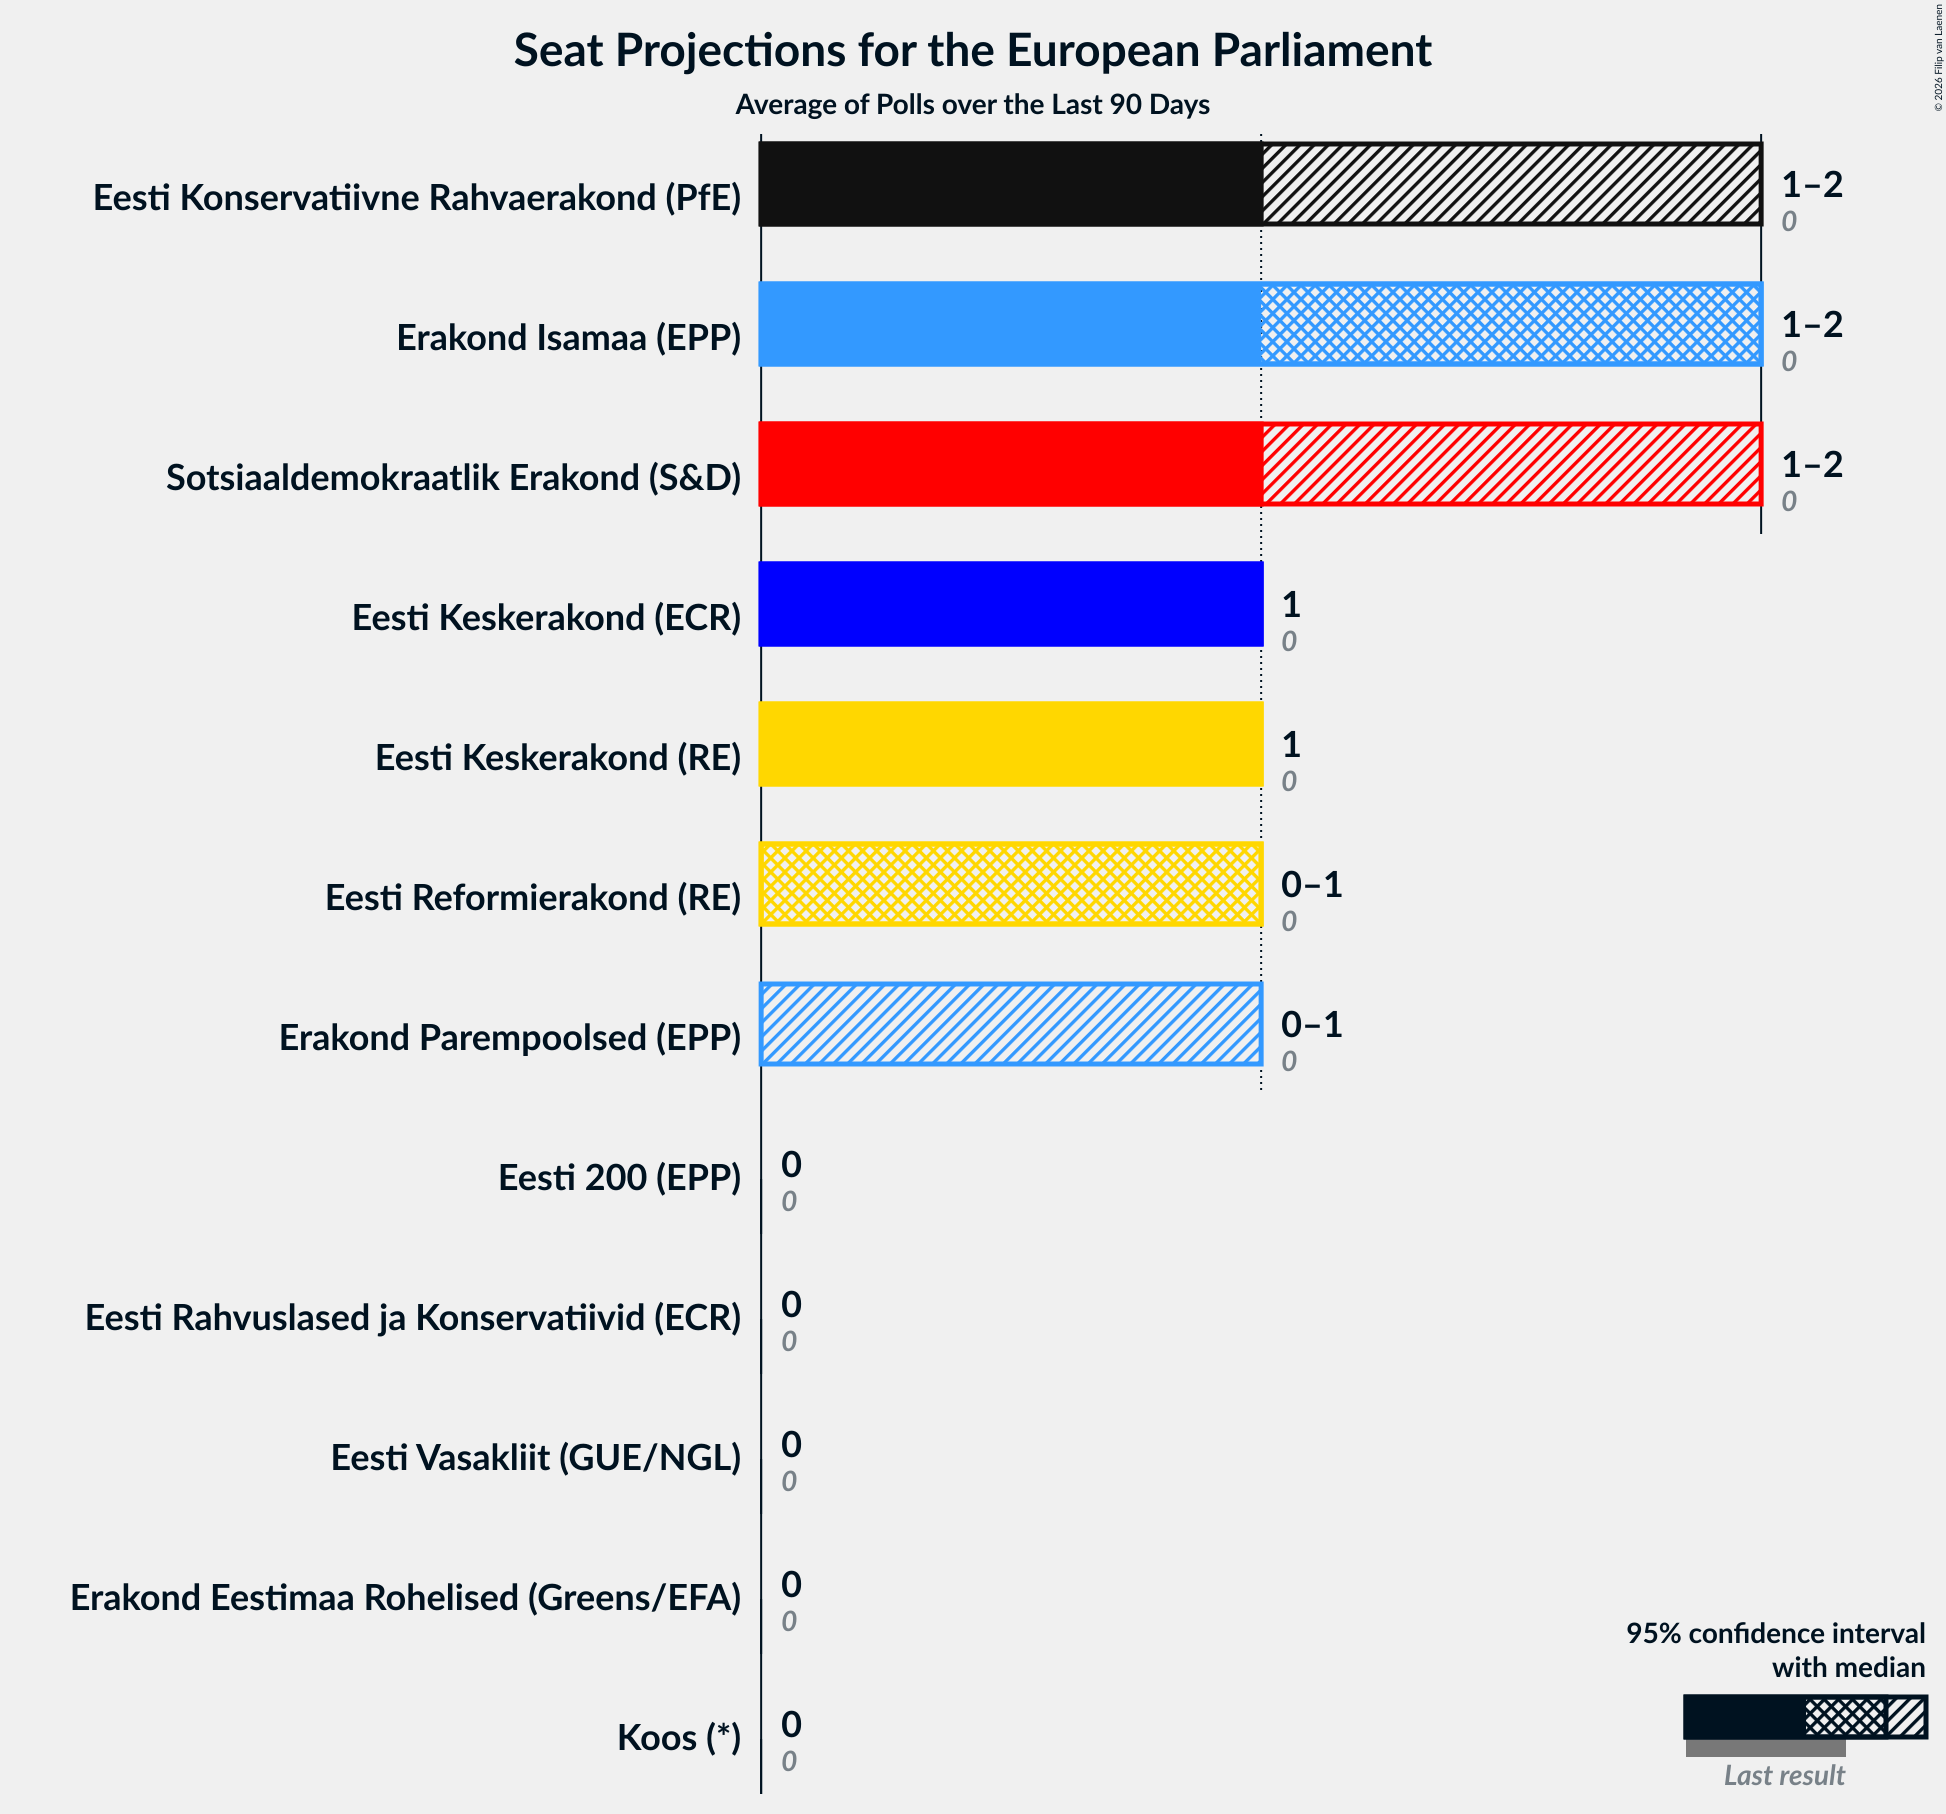 Seat Projections for the European Parliament
Average of Polls over the Last 90 Days
© 2026 Filip van Laenen
Eesti Konservatiivne Rahvaerakond (PfE)
1–2
0
Erakond Isamaa (EPP)
1–2
0
Sotsiaaldemokraatlik Erakond (S&D)
1–2
0
Eesti Keskerakond (ECR)
1
0
Eesti Keskerakond (RE)
1
0
Eesti Reformierakond (RE)
0–1
0
Erakond Parempoolsed (EPP)
0–1
0
Eesti 200 (EPP)
0
0
Eesti Rahvuslased ja Konservatiivid (ECR)
0
0
Eesti Vasakliit (GUE/NGL)
0
0
Erakond Eestimaa Rohelised (Greens/EFA)
0
0
Koos (*)
0
0
95% confidence interval
with median
Last result